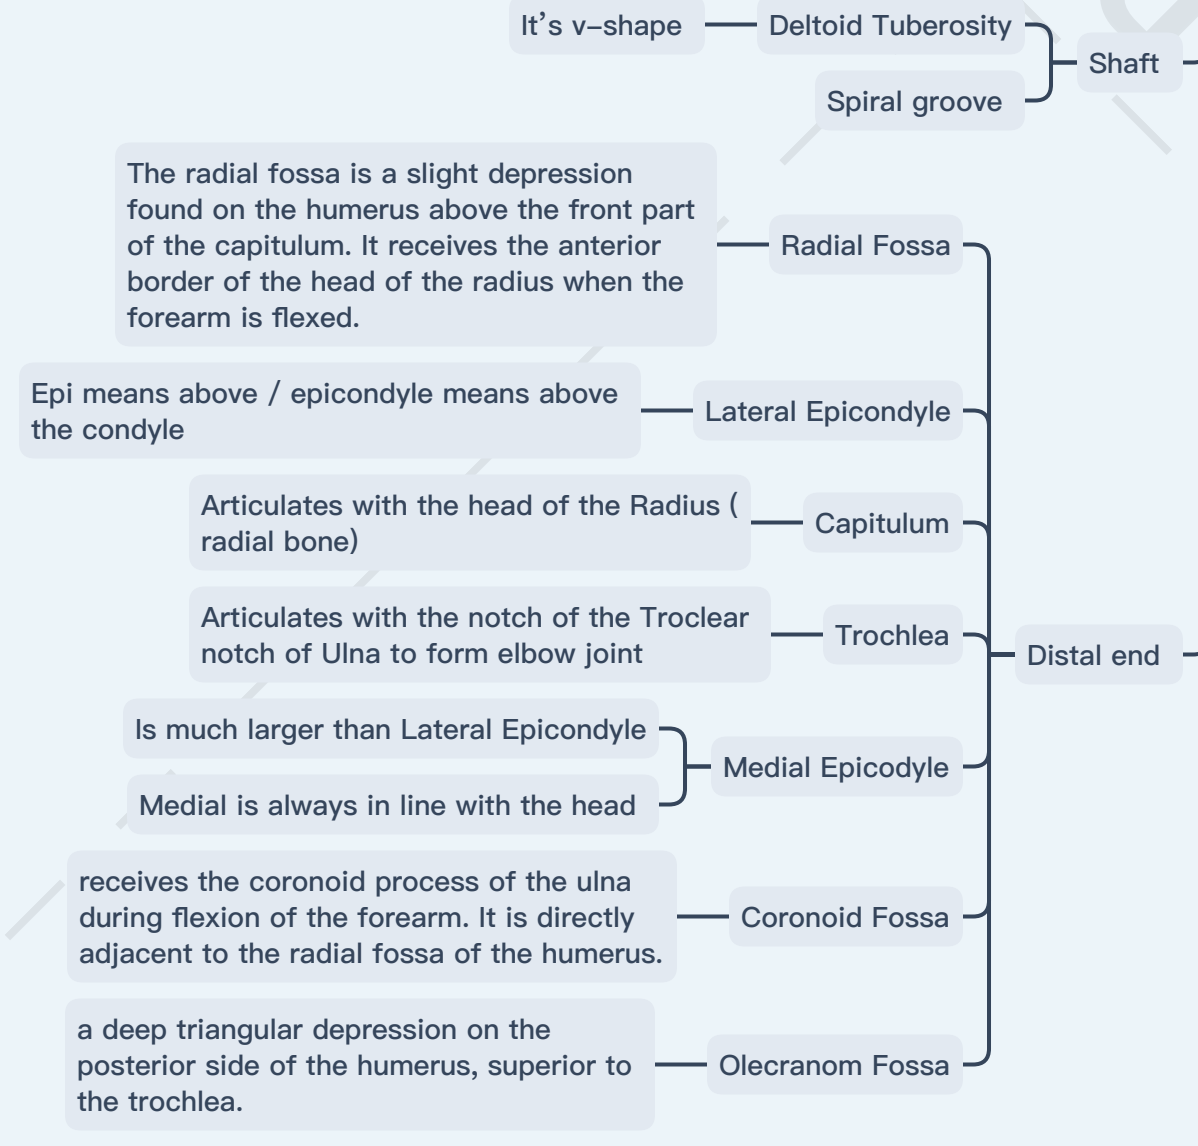 It’s v-shape
Deltoid Tuberosity
Shaft
Spiral groove
The radial fossa is a slight depression
found on the humerus above the front part
of the capitulum. It receives the anterior
border of the head of the radius when the
forearm is flexed.
Radial Fossa
Epi means above / epicondyle means above
the condyle
Lateral Epicondyle
Articulates with the head of the Radius (
radial bone)
Capitulum
Articulates with the notch of the Troclear
notch of Ulna to form elbow joint
Trochlea
Distal end
Is much larger than Lateral Epicondyle
Medial is always in line with the head
Medial Epicodyle
receives the coronoid process of the ulna
during flexion of the forearm. It is directly
adjacent to the radial fossa of the humerus.
Coronoid Fossa
a deep triangular depression on the
posterior side of the humerus, superior to
the trochlea.
Olecranom Fossa